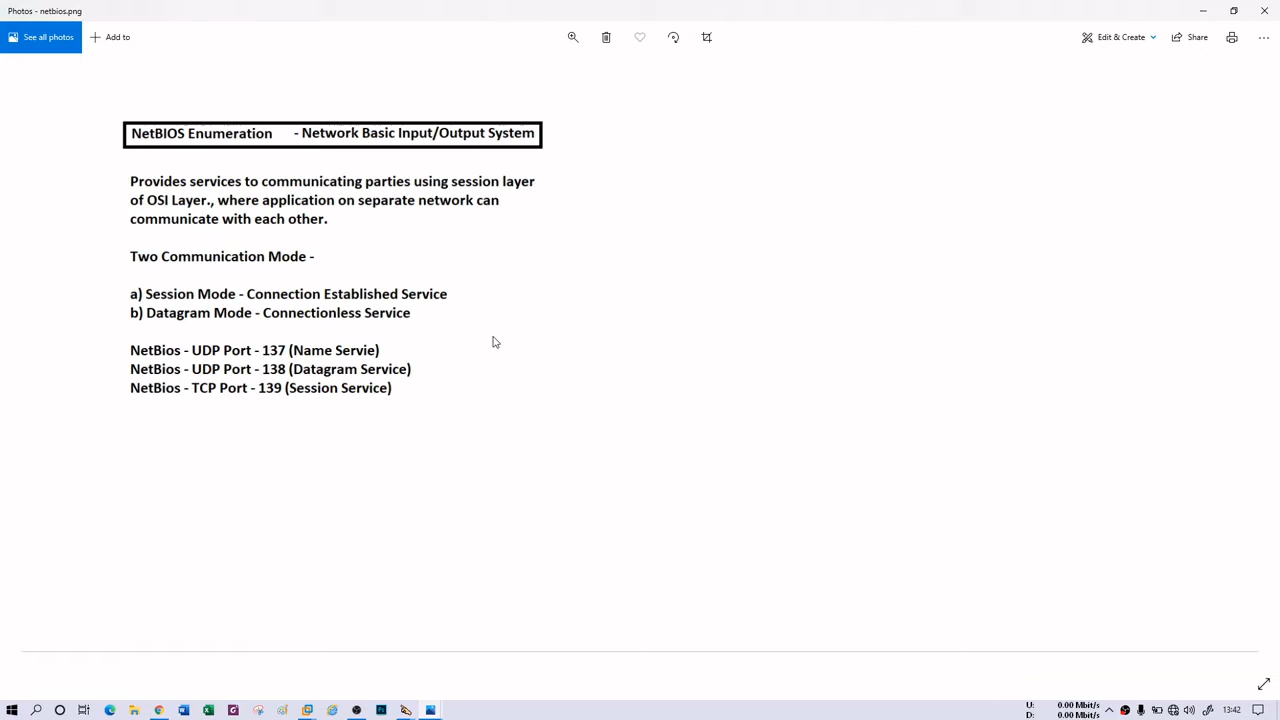 Photos - netbios.png
See all photos
Add to
Edit & Create
Share
NetBIOS Enumeration - Network Basic Input/Output System
Provides services to communicating parties using session layer
of OSI Layer., where application on separate network can
communicate with each other.
Two Communication Mode -
a) Session Mode - Connection Established Service
b) Datagram Mode - Connectionless Service
NetBios - UDP Port - 137 (Name Servie)
NetBios - UDP Port - 138 (Datagram Service)
NetBios - TCP Port - 139 (Session Service)
U: 0.00 Mbit/s
D: 0.00 Mbit/s
13:42